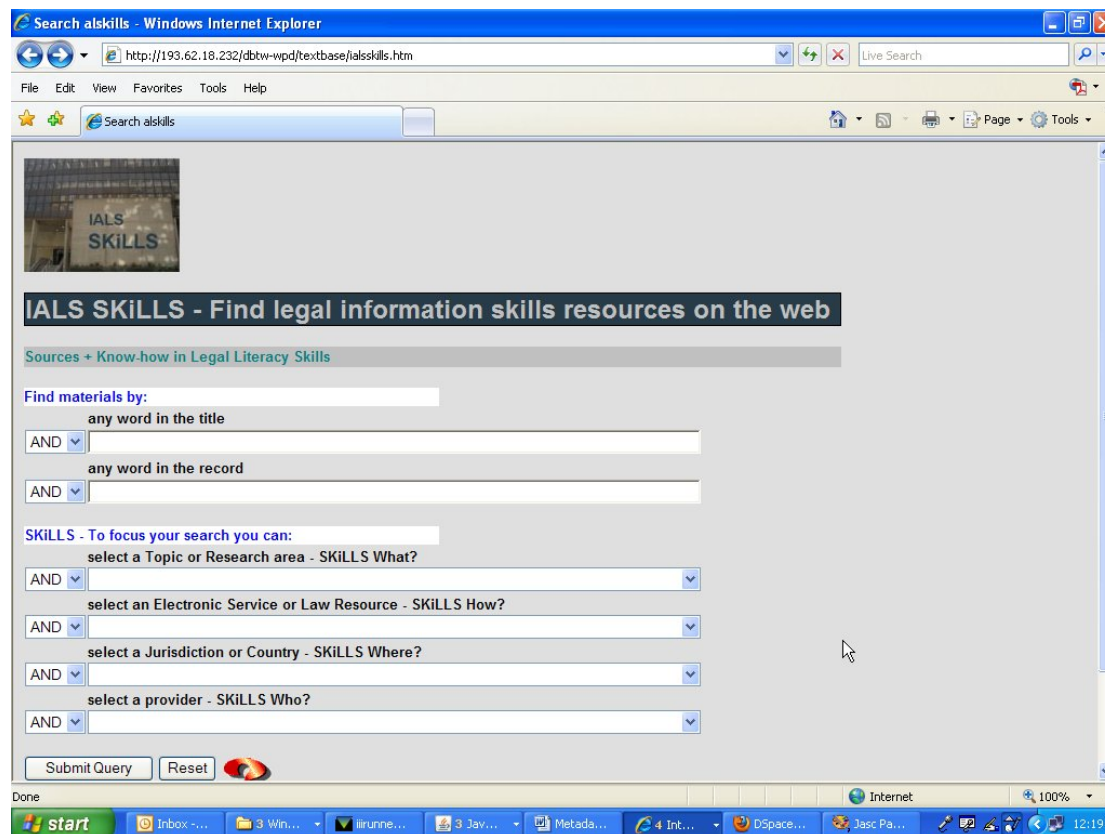 Search alskills - Windows Internet Explorer
http://193.62.18.232/dbtw-wpd/textbase/ialsskills.htm
Live Search
File Edit View Favorites Tools Help
Search alskills
Page Tools
IALS
SKiLLS
IALS SKiLLS - Find legal information skills resources on the web
Sources + Know-how in Legal Literacy Skills
Find materials by:
any word in the title
AND
any word in the record
AND
SKiLLS - To focus your search you can:
select a Topic or Research area - SKiLLS What?
AND
select an Electronic Service or Law Resource - SKiLLS How?
AND
select a Jurisdiction or Country - SKiLLS Where?
AND
select a provider - SKiLLS Who?
AND
Submit Query Reset
Done Internet 100%
start Inbox -... 3 Win... iiirunne... 3 Jav... Metada... 4 Int... DSpace... Jasc Pa... 12:19